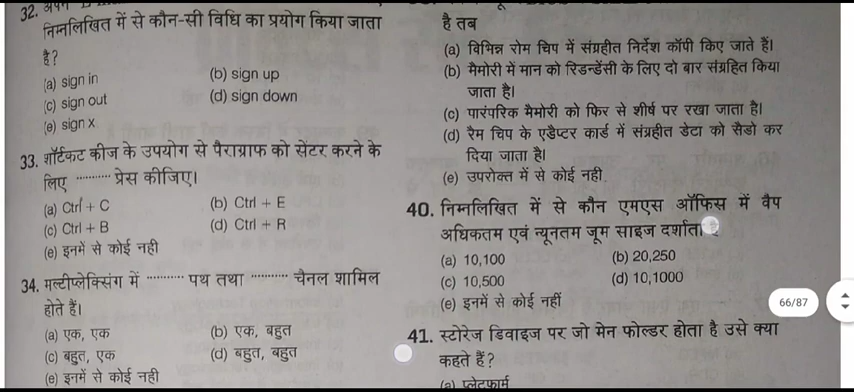 32.
निम्नलिखित में से कौन-सी विधि का प्रयोग किया जाता
है?
(a) sign in (b) sign up
(c) sign out (d) sign down
(e) sign x
33. शॉर्टकट कीज के उपयोग से पैराग्राफ को सेंटर करने के
लिए ........... प्रेस कीजिए।
(a) Ctrl + C (b) Ctrl + E
(c) Ctrl + B (d) Ctrl + R
(e) इनमें से कोई नही
34. मल्टीप्लेक्सिंग में ........... पथ तथा ........... चैनल शामिल
होते हैं।
(a) एक, एक (b) एक, बहुत
(c) बहुत, एक (d) बहुत, बहुत
(e) इनमें से कोई नही
है तब
(a) विभिन्न रोम चिप में संग्रहीत निर्देश कॉपी किए जाते हैं।
(b) मैमोरी में मान को रिडन्डेंसी के लिए दो बार संग्रहित किया
जाता है।
(c) पारंपरिक मैमोरी को फिर से शीर्ष पर रखा जाता है।
(d) रैम चिप के एडैप्टर कार्ड में संग्रहीत डेटा को सैडो कर
दिया जाता है।
(e) उपरोक्त में से कोई नही
40. निम्नलिखित में से कौन एमएस ऑफिस में वैप
अधिकतम एवं न्यूनतम जूम साइज दर्शाता
(a) 10,100 (b) 20,250
(c) 10,500 (d) 10,1000
(e) इनमें से कोई नहीं
41. स्टोरेज डिवाइज पर जो मेन फोल्डर होता है उसे क्या
कहते हैं?
(a) प्लेटफार्म
66/87